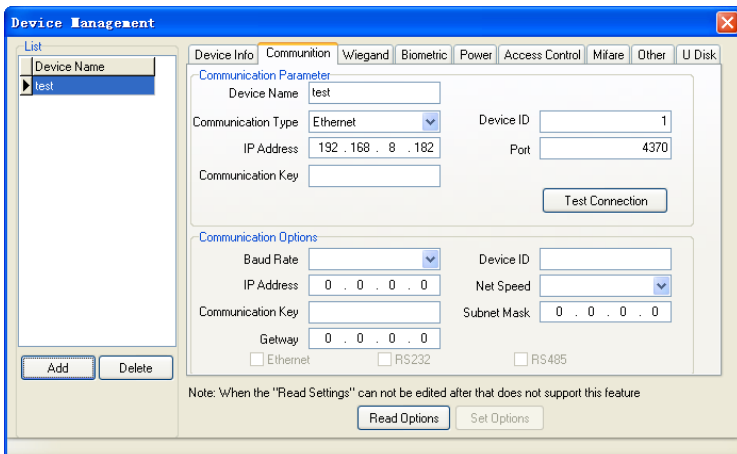 Device Management
List
Device Name
test
Add
Delete
Device Info Communition Wiegand Biometric Power Access Control Mifare Other U Disk
Communication Parameter
Device Name test
Communication Type Ethernet Device ID 1
IP Address 192 . 168 . 8 . 182 Port 4370
Communication Key
Test Connection
Communication Options
Baud Rate Device ID
IP Address 0 . 0 . 0 . 0 Net Speed
Communication Key Subnet Mask 0 . 0 . 0 . 0
Getway 0 . 0 . 0 . 0
Ethernet RS232 RS485
Note: When the "Read Settings" can not be edited after that does not support this feature
Read Options Set Options